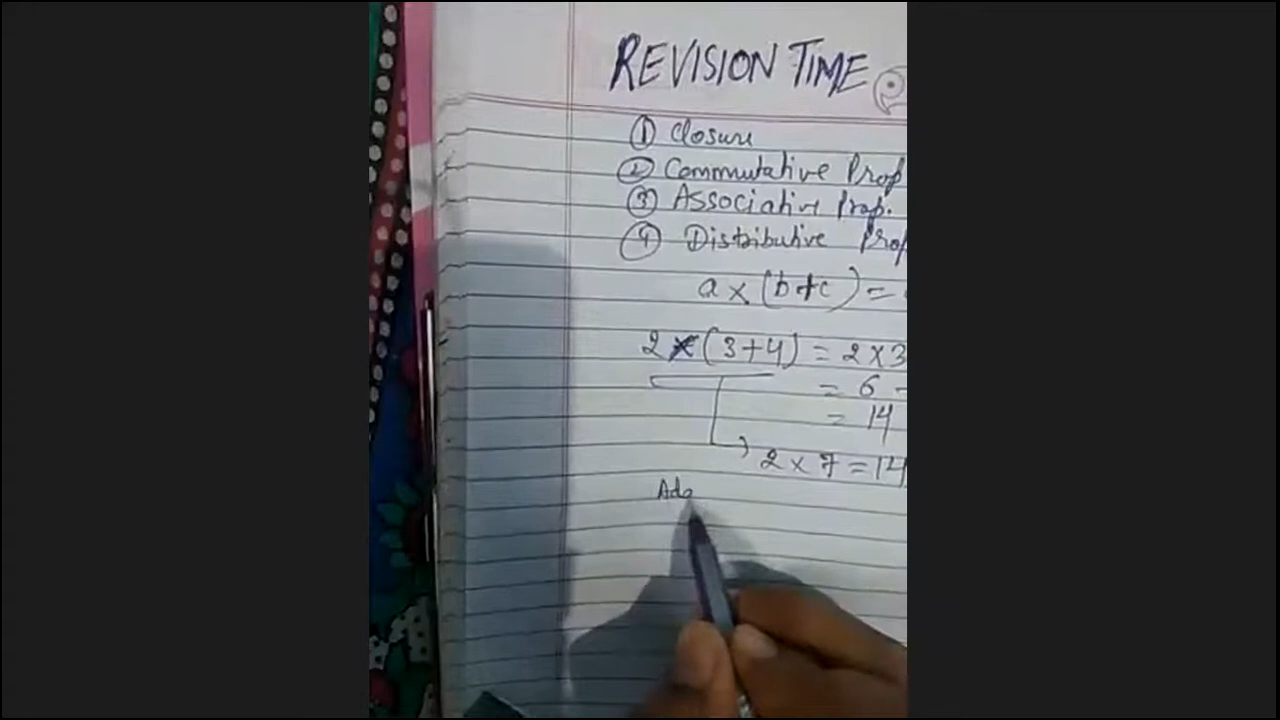 REVISION TIME
① Closure
② Commutative Prop
③ Associative Prop.
④ Distributive Prop
a × (b+c) =
2 × (3+4) = 2 × 3
= 6
= 14
2 × 7 = 14
Ad